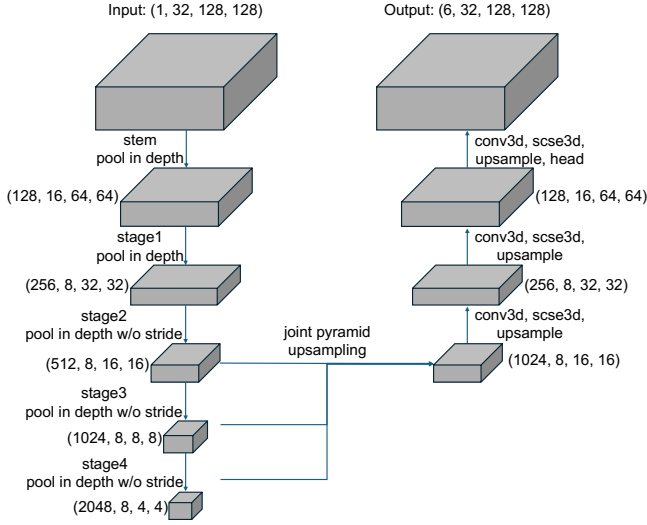 Input: (1, 32, 128, 128)
stem
pool in depth
(128, 16, 64, 64)
stage1
pool in depth
(256, 8, 32, 32)
stage2
pool in depth w/o stride
(512, 8, 16, 16)
stage3
pool in depth w/o stride
(1024, 8, 8, 8)
stage4
pool in depth w/o stride
(2048, 8, 4, 4)
joint pyramid
upsampling
Output: (6, 32, 128, 128)
conv3d, scse3d,
upsample, head
(128, 16, 64, 64)
conv3d, scse3d,
upsample
(256, 8, 32, 32)
conv3d, scse3d,
upsample
(1024, 8, 16, 16)